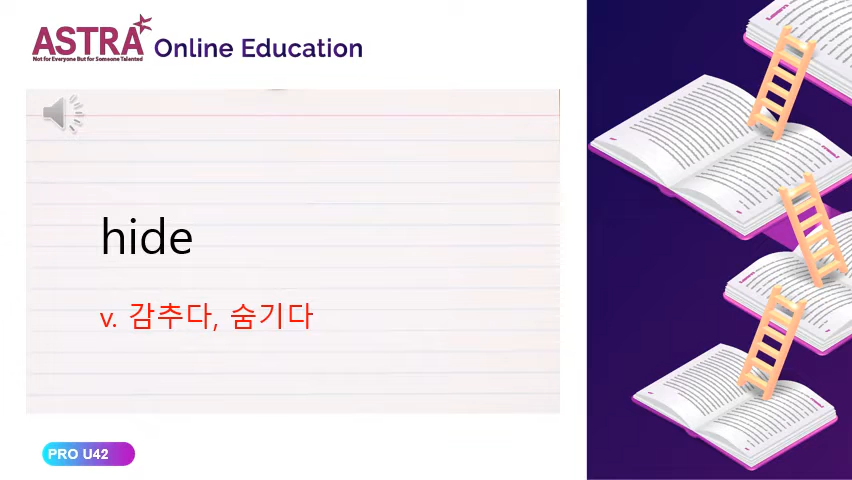 ASTRA Online Education
Not for Everyone But for Someone Talented
hide
v. 감추다, 숨기다
PRO U42